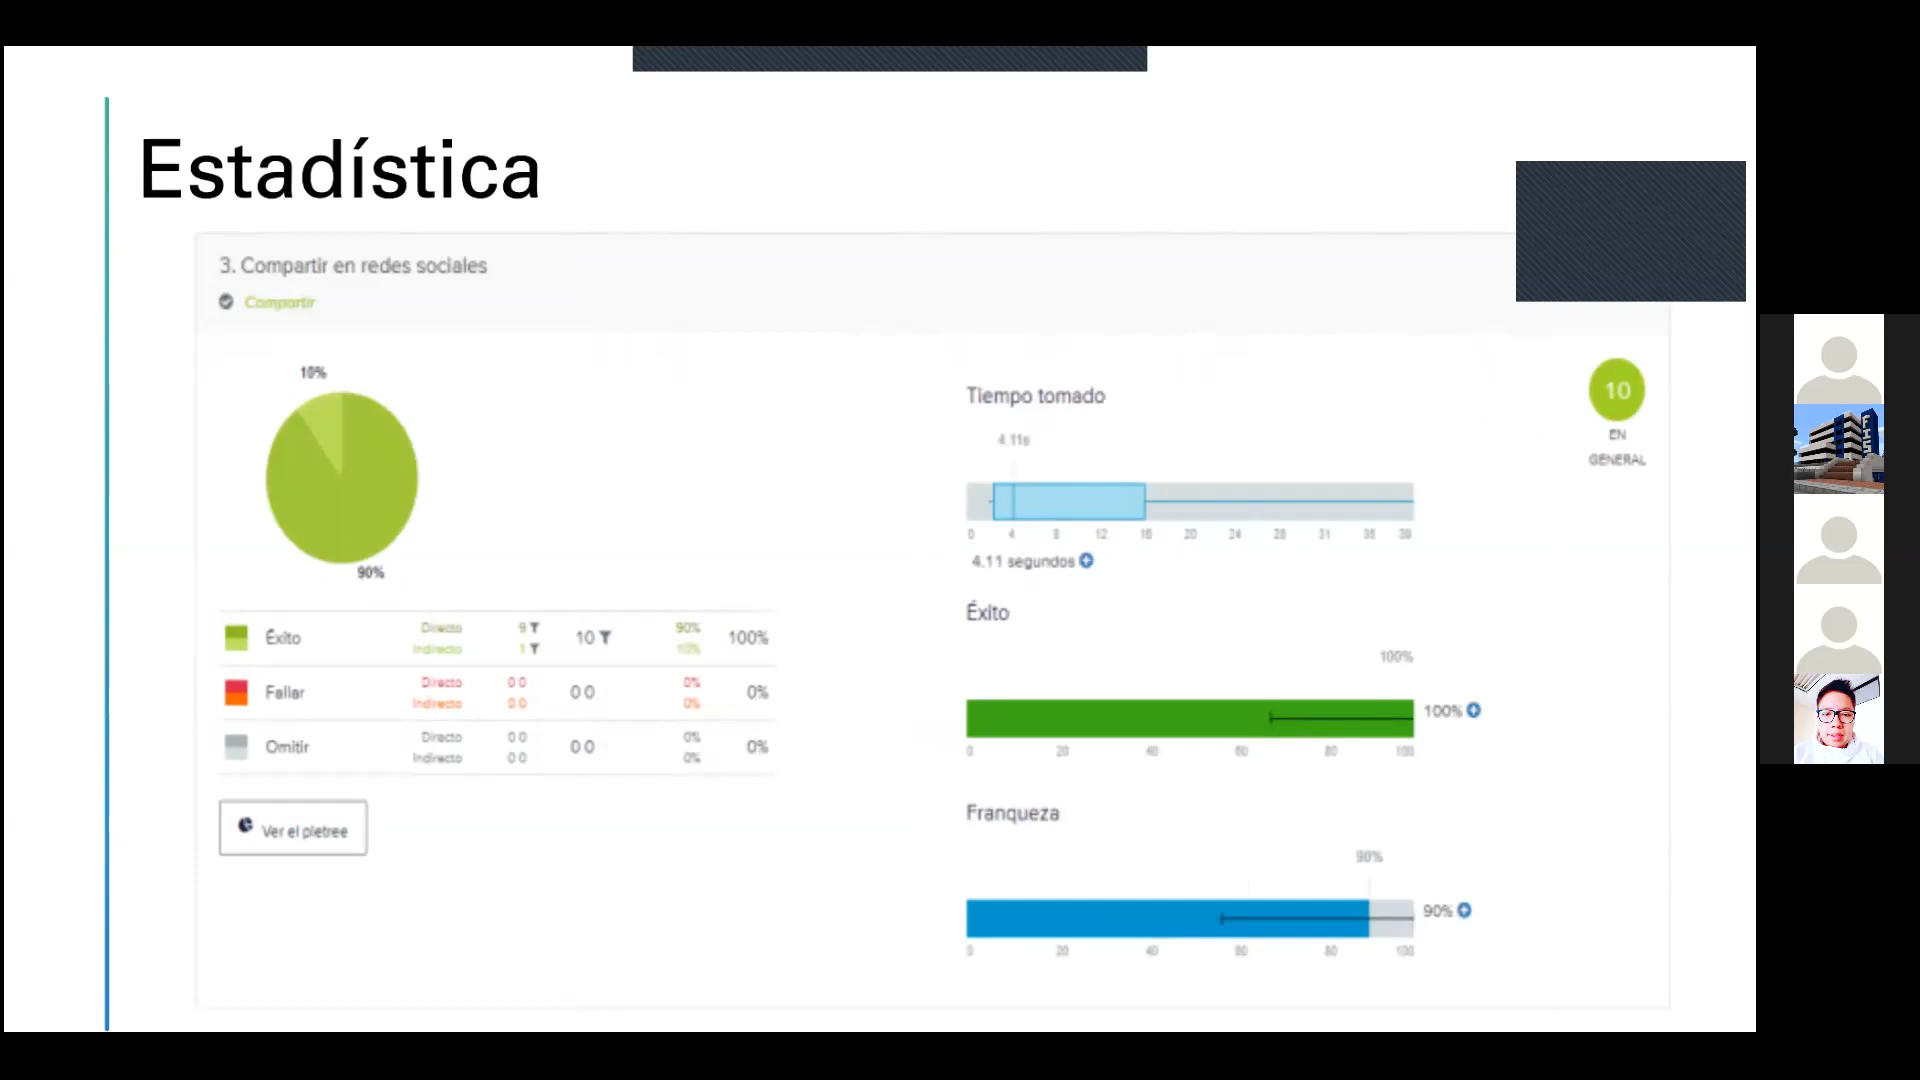 Estadística
3. Compartir en redes sociales
Compartir
10%
90%
Éxito Directo 9 10 90% 100%
Indirecto 1 10%
Fallar Directo 0 0 0 0 0% 0%
Indirecto 0 0 0%
Omitir Directo 0 0 0 0 0% 0%
Indirecto 0 0 0%
Ver el pietree
Tiempo tomado
4.11s
0 4 8 12 16 20 24 28 31 35 39
4.11 segundos
Éxito
100%
100%
0 20 40 60 80 100
Franqueza
90%
90%
0 20 40 60 80 100
10
EN
GENERAL